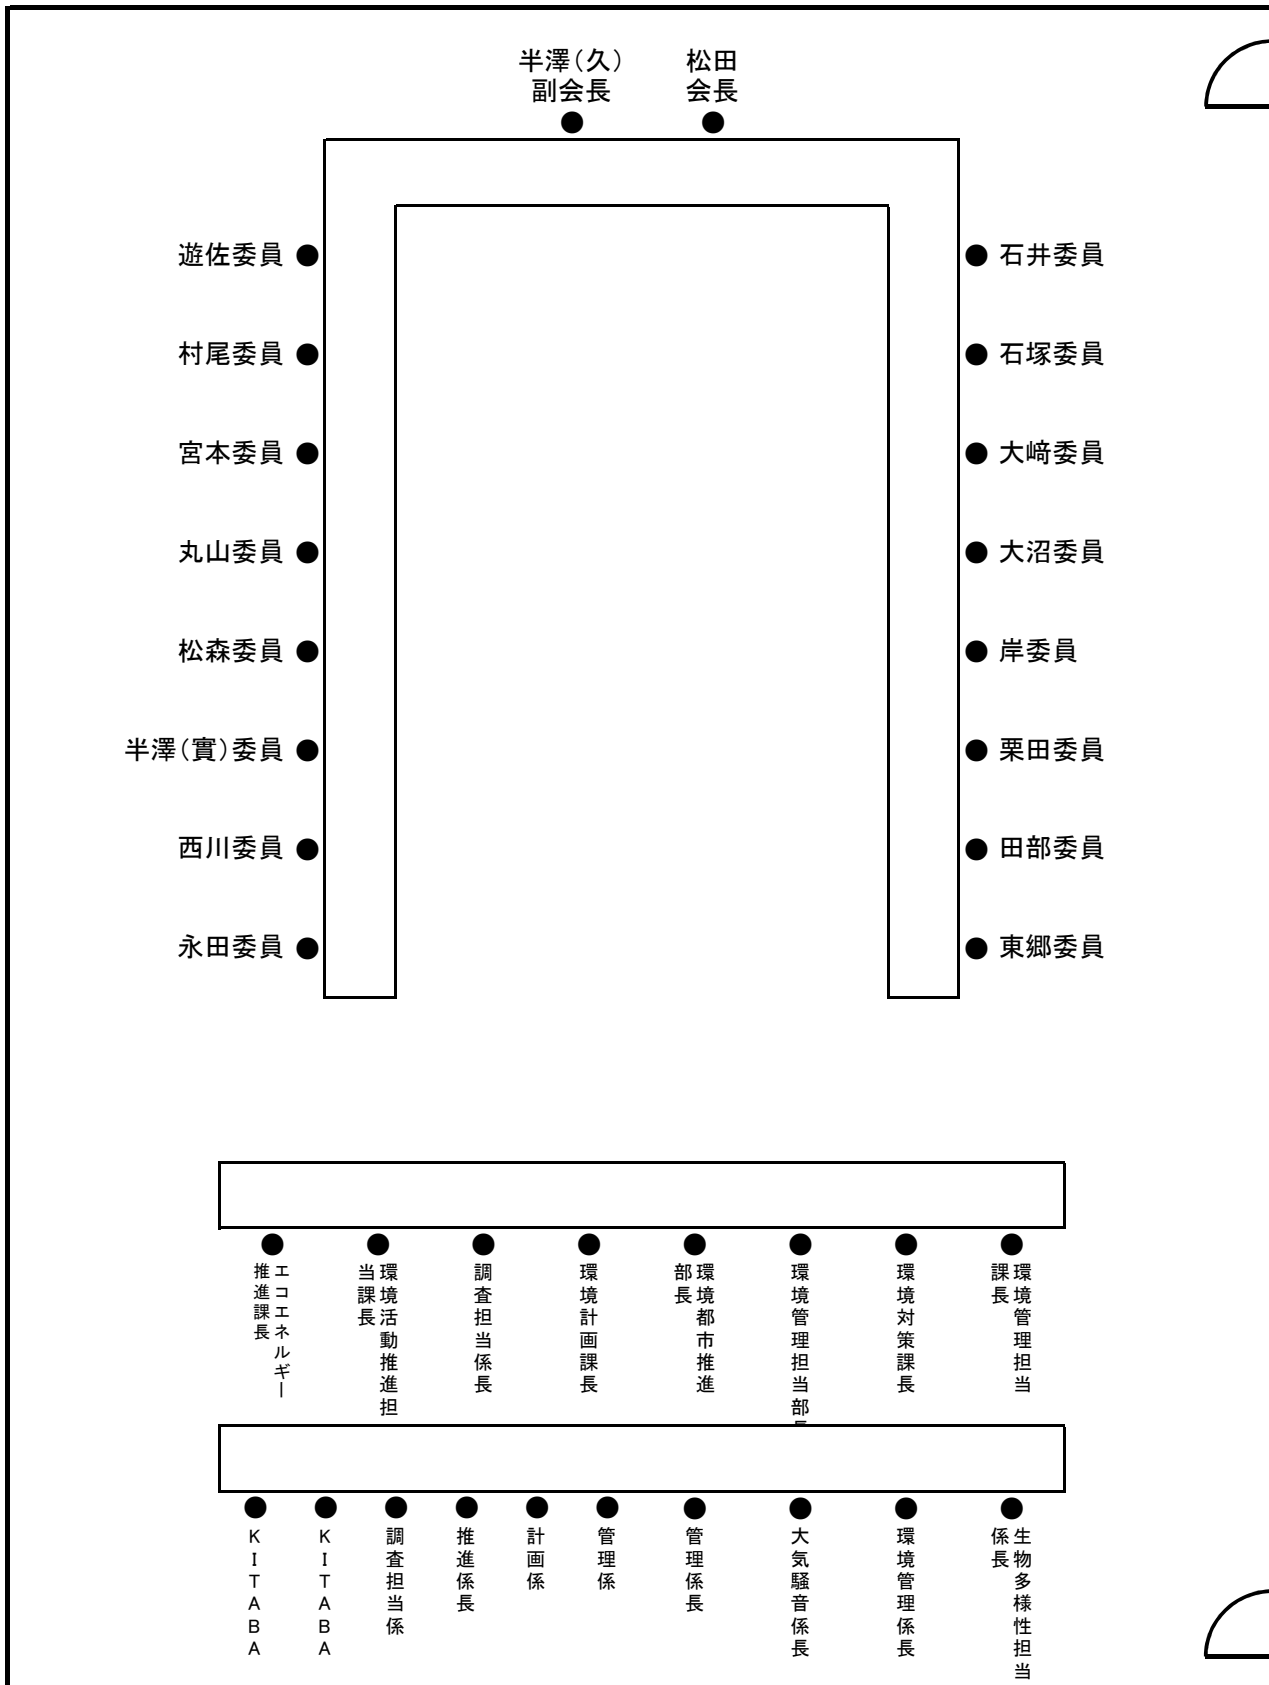 半澤(久)
副会長
松田
会長
遊佐委員
石井委員
村尾委員
石塚委員
宮本委員
大﨑委員
丸山委員
大沼委員
松森委員
岸委員
半澤(實)委員
栗田委員
西川委員
田部委員
永田委員
東郷委員
エコエネルギー
推進課長
環境活動推進担
当課長
調査担当係長
環境計画課長
環境都市推進
部長
環境管理担当部長
環境対策課長
環境管理担当
課長
KITABA
KITABA
調査担当係
推進係長
計画係
管理係
管理係長
大気騒音係長
環境管理係長
生物多様性担当
係長